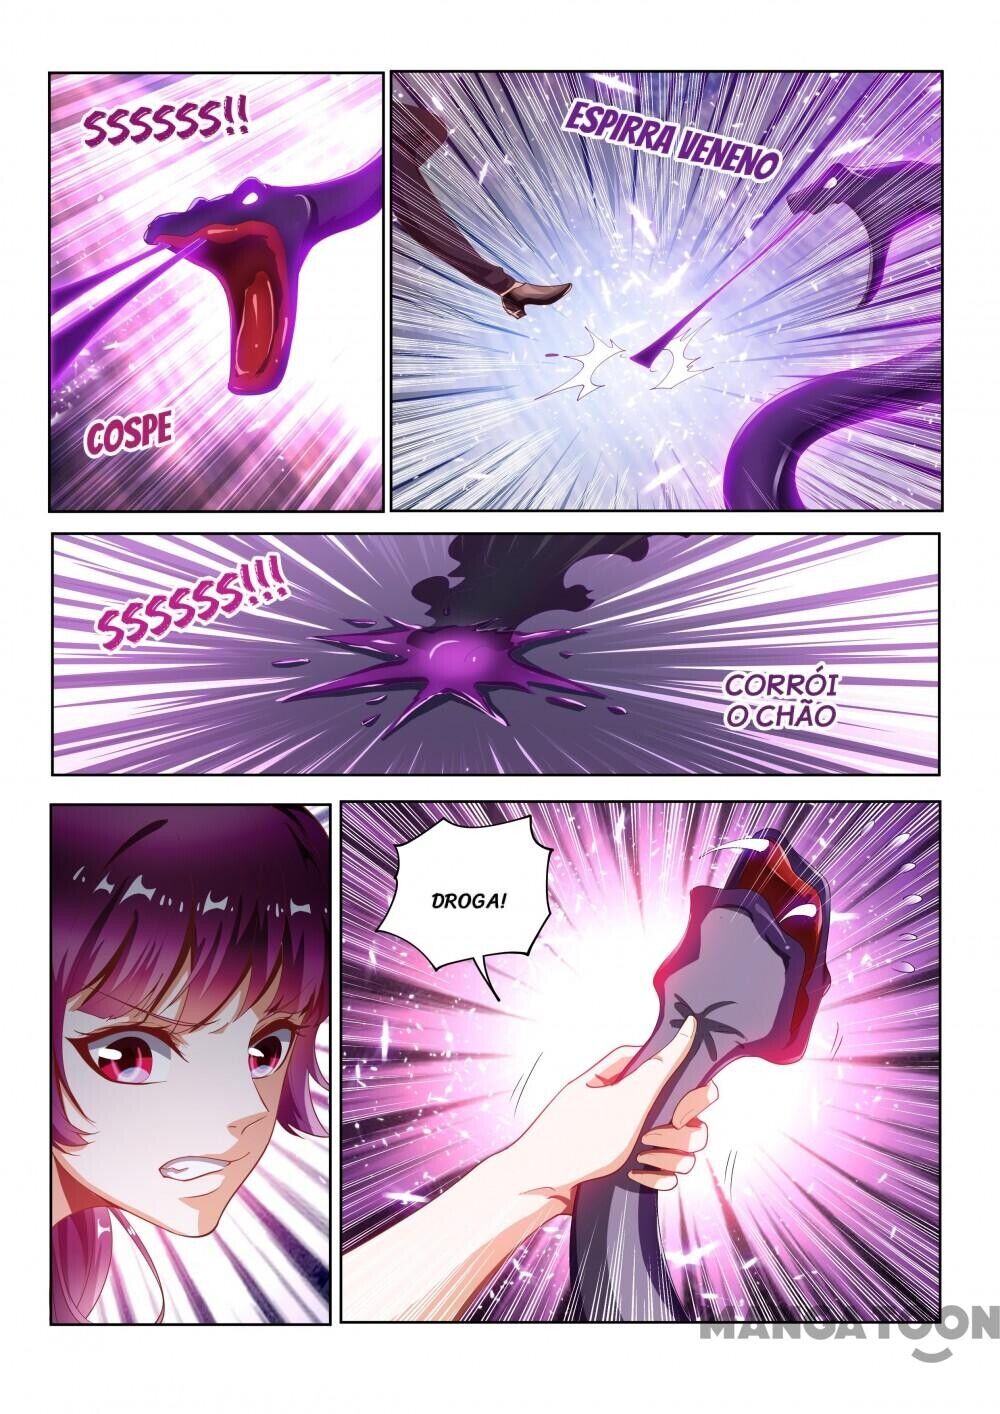 SSSSSS!!
COSPE
ESPIRRA VENENO
SSSSSS!!!
CORRÓI
O CHÃO
DROGA!
MANGATOON